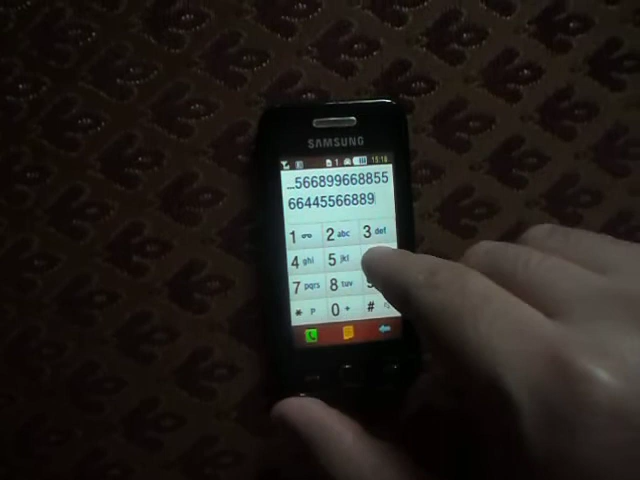 SAMSUNG
1 15:18
...566899668855
66445566889
1 2 abc 3 def
4 ghi 5 jkl
7 pqrs 8 tuv
* P 0 + #